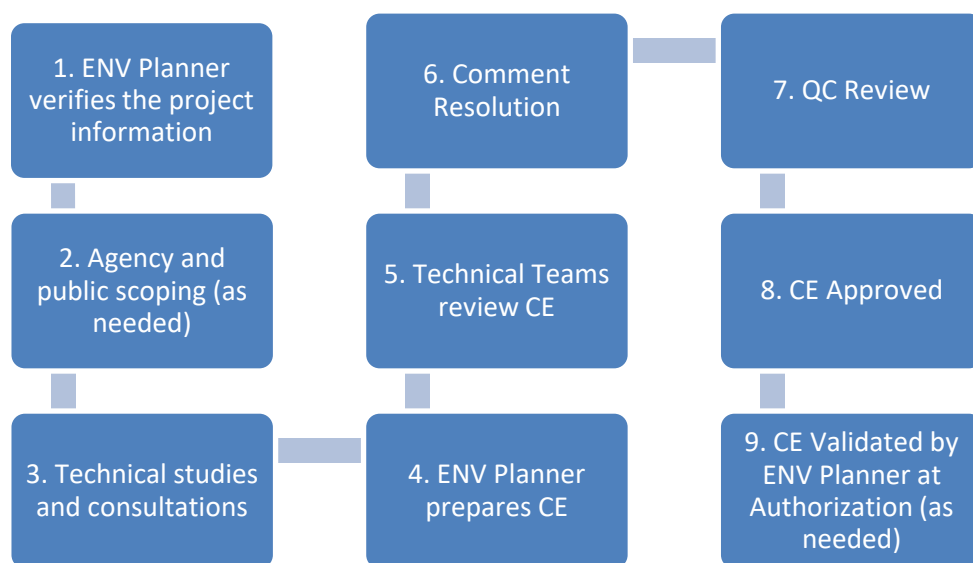 1. ENV Planner
verifies the project
information
2. Agency and
public scoping (as
needed)
3. Technical studies
and consultations
4. ENV Planner
prepares CE
5. Technical Teams
review CE
6. Comment
Resolution
7. QC Review
8. CE Approved
9. CE Validated by
ENV Planner at
Authorization (as
needed)